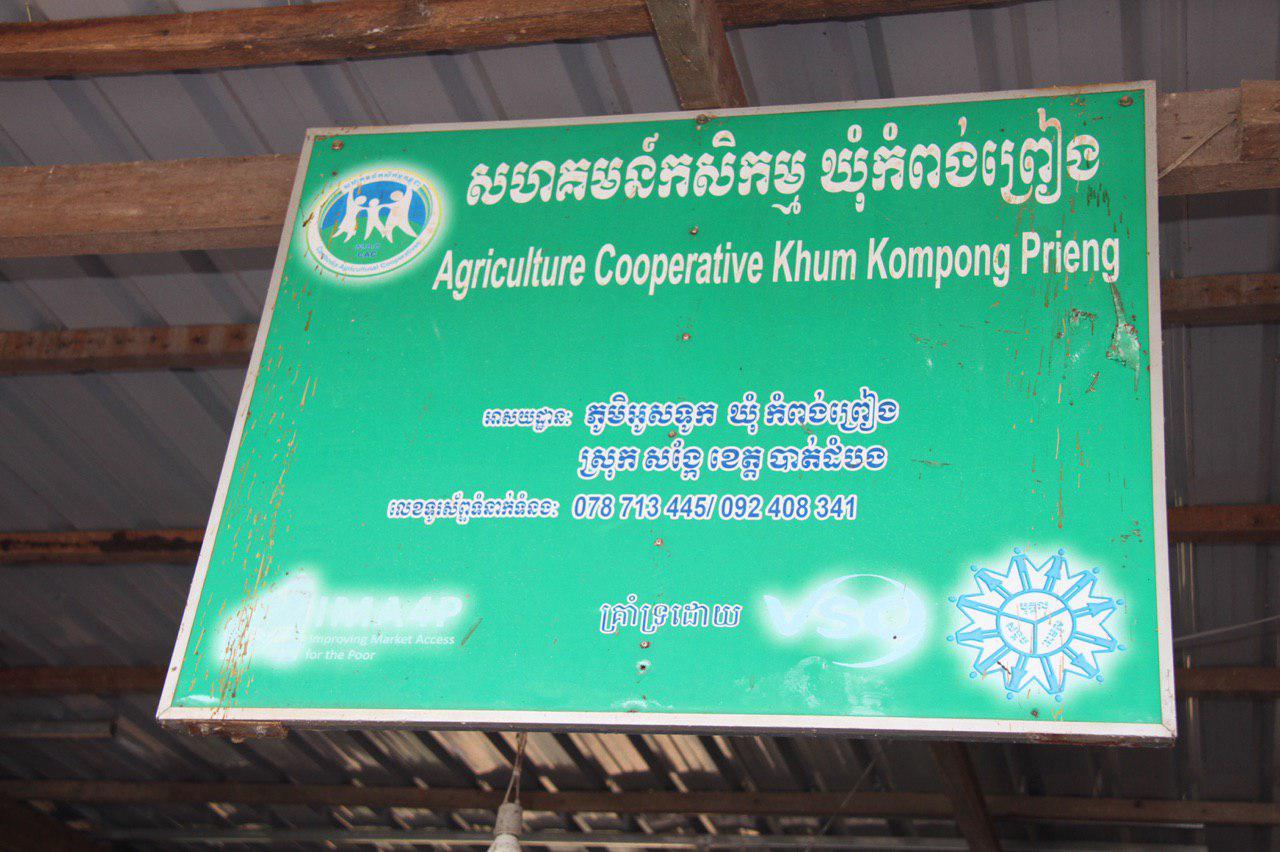 សហគមន៍កសិកម្ម ឃុំកំពង់ព្រៀង
Agriculture Cooperative Khum Kompong Prieng
អាសយដ្ឋាន: ភូមិអូរសទូក ឃុំ កំពង់ព្រៀង
ស្រុក សង្កែ ខេត្ត បាត់ដំបង
លេខទូរស័ព្ទទំនាក់ទំនង: 078 713 445/ 092 408 341
IMA4P
Improving Market Access
for the Poor
គ្រាំទ្រដោយ
VSO